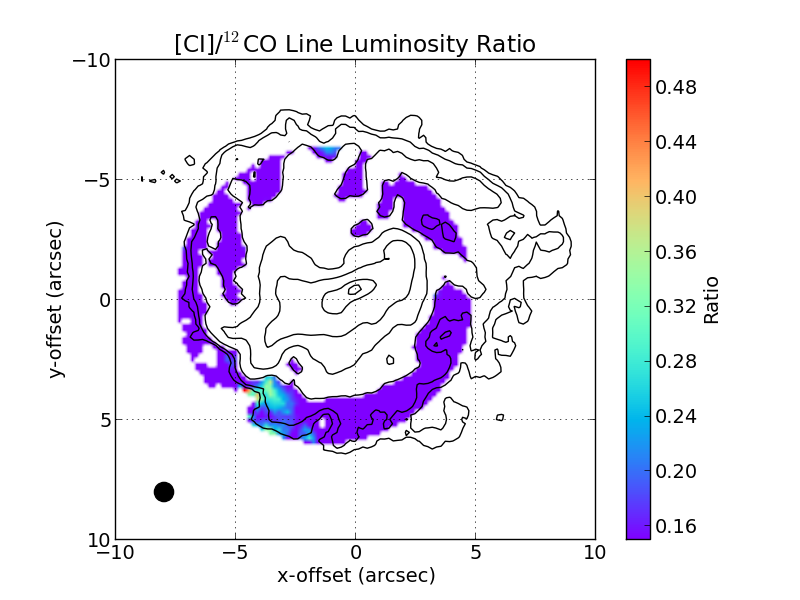 [CI]/¹²CO Line Luminosity Ratio
−10
−5
0
5
10
y-offset (arcsec)
−10 −5 0 5 10
x-offset (arcsec)
0.48
0.44
0.40
0.36
0.32
0.28
0.24
0.20
0.16
Ratio